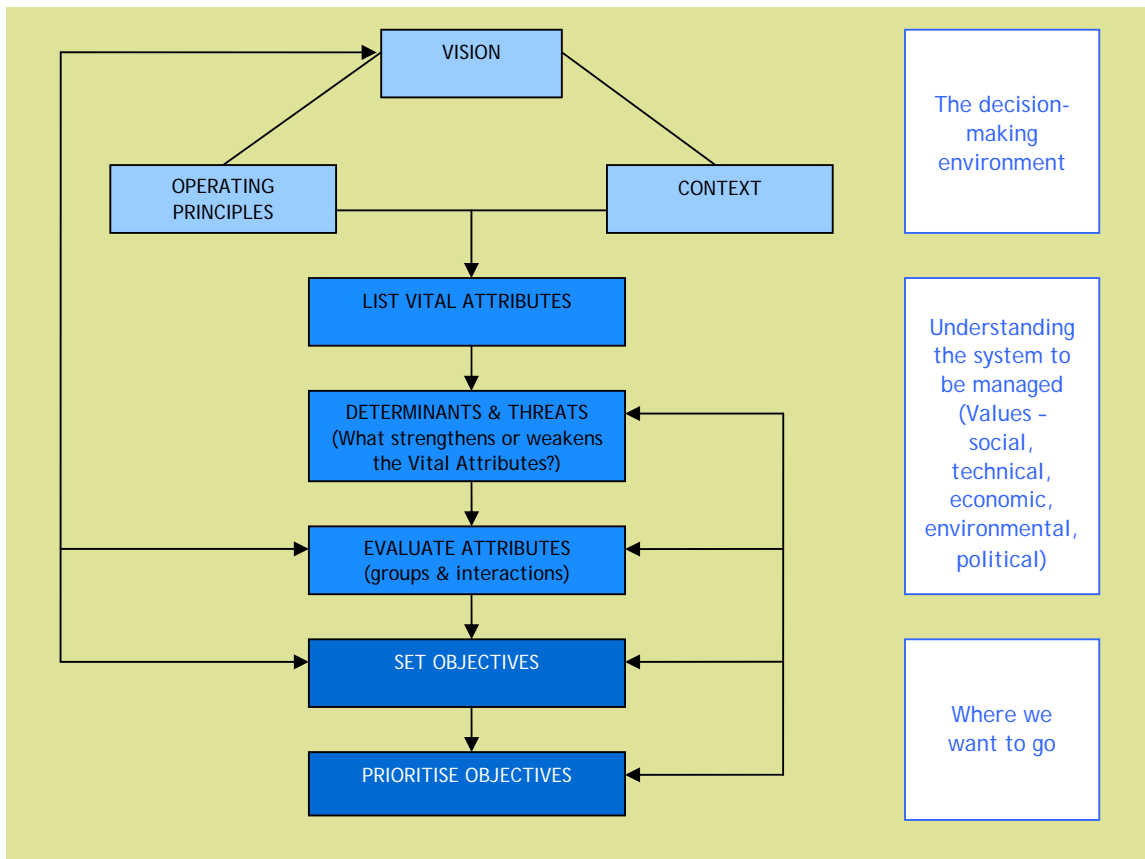 VISION
The decision-
making
environment
OPERATING
PRINCIPLES
CONTEXT
LIST VITAL ATTRIBUTES
DETERMINANTS & THREATS
(What strengthens or weakens
the Vital Attributes?)
EVALUATE ATTRIBUTES
(groups & interactions)
Understanding
the system to
be managed
(Values –
social,
technical,
economic,
environmental,
political)
SET OBJECTIVES
PRIORITISE OBJECTIVES
Where we
want to go